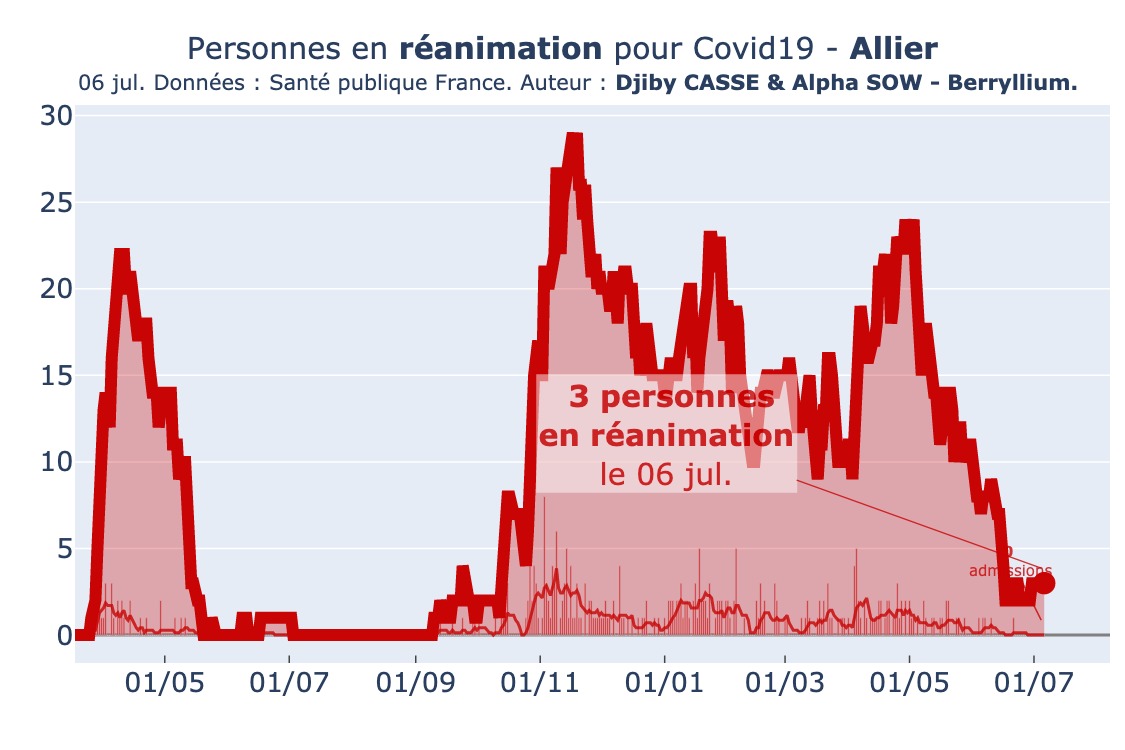 Personnes en réanimation pour Covid19 - Allier
06 jul. Données : Santé publique France. Auteur : Djiby CASSE & Alpha SOW - Berryllium.
30
25
20
15
10
5
0
3 personnes
en réanimation
le 06 jul.
0
admissions
01/05
01/07
01/09
01/11
01/01
01/03
01/05
01/07